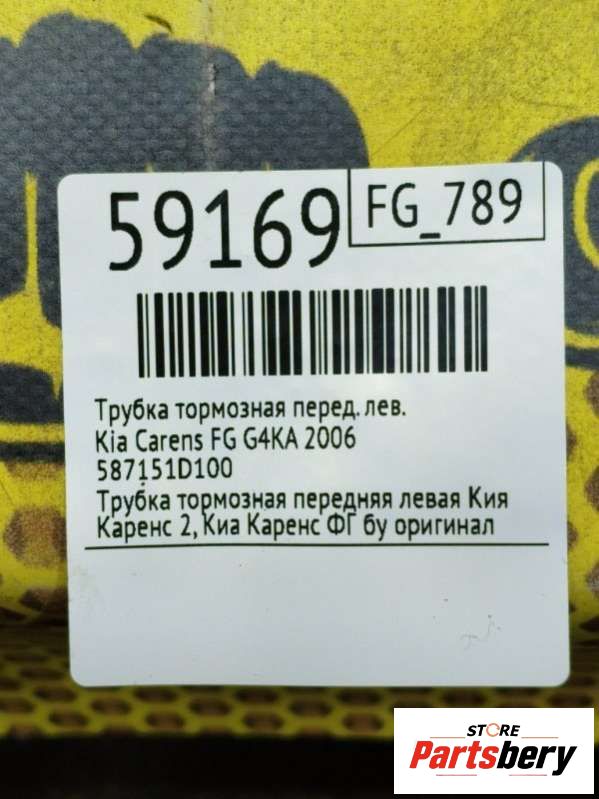 59169
FG_789
Трубка тормозная перед. лев.
Kia Carens FG G4KA 2006
587151D100
Трубка тормозная передняя левая Кия
Каренс 2, Киа Каренс ФГ бу оригинал
STORE
Partsbery